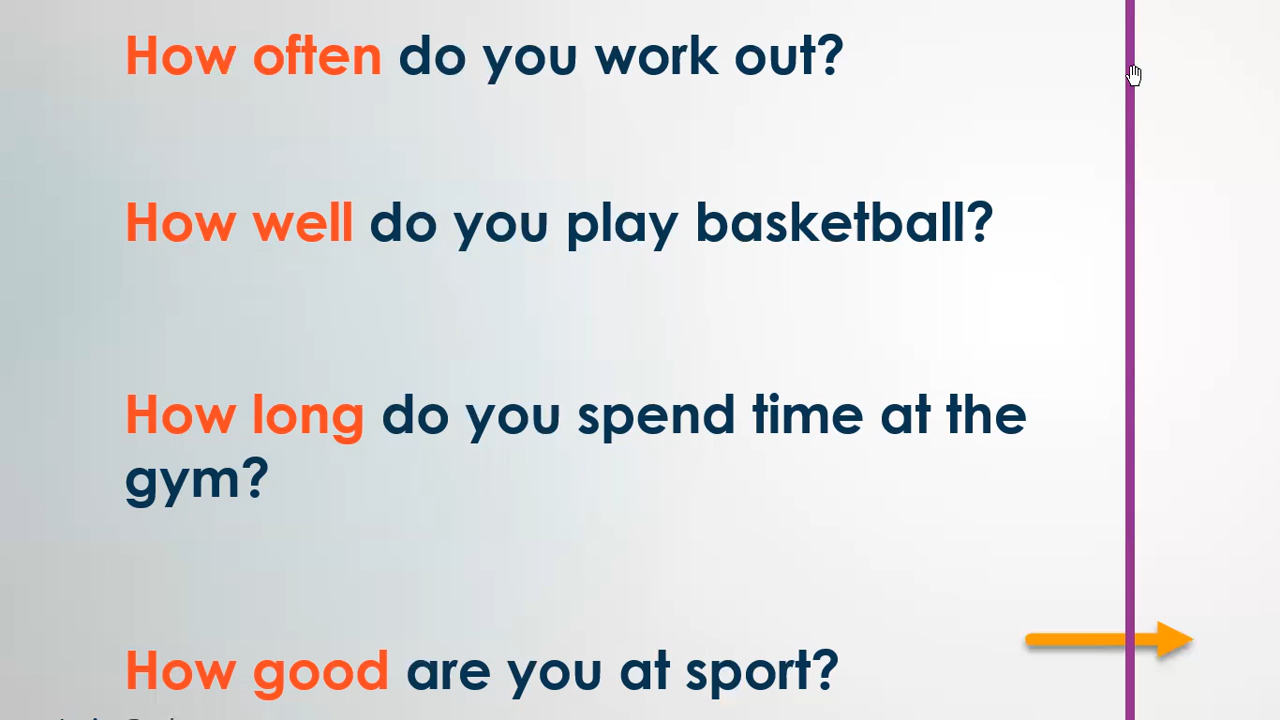 How often do you work out?
How well do you play basketball?
How long do you spend time at the
gym?
How good are you at sport?